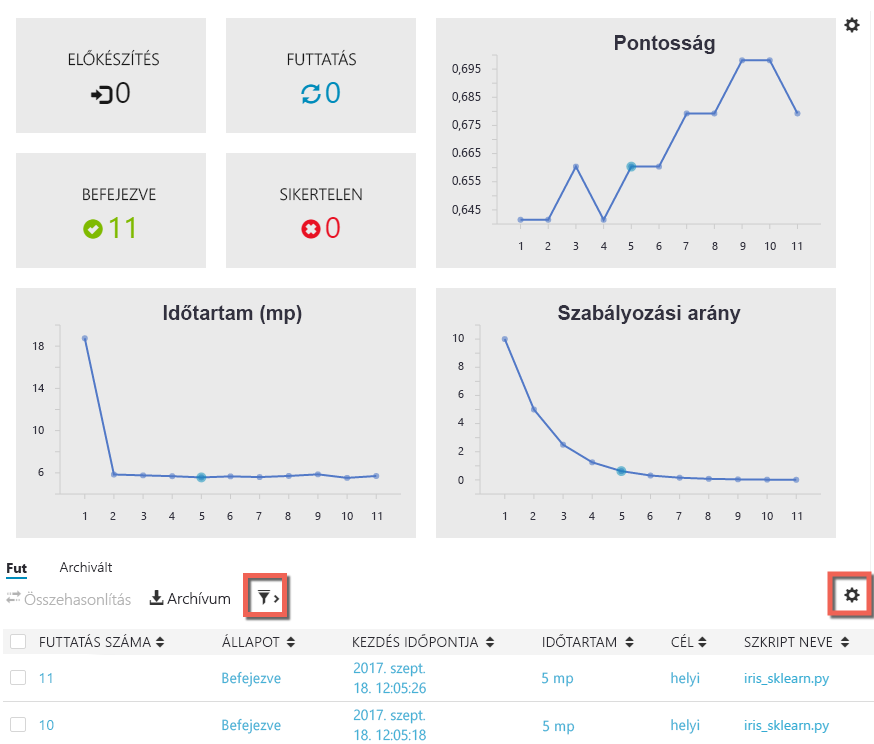 ELŐKÉSZÍTÉS
0
FUTTATÁS
0
BEFEJEZVE
11
SIKERTELEN
0
Pontosság
0,695
0,685
0,675
0,665
0,655
0,645
1 2 3 4 5 6 7 8 9 10 11
Időtartam (mp)
18
14
10
6
1 2 3 4 5 6 7 8 9 10 11
Szabályozási arány
10
8
6
4
2
0
1 2 3 4 5 6 7 8 9 10 11
Fut Archivált
Összehasonlítás Archívum
FUTTATÁS SZÁMA ÁLLAPOT KEZDÉS IDŐPONTJA IDŐTARTAM CÉL SZKRIPT NEVE
11 Befejezve 2017. szept. 5 mp helyi iris_sklearn.py
18. 12:05:26
10 Befejezve 2017. szept. 5 mp helyi iris_sklearn.py
18. 12:05:18